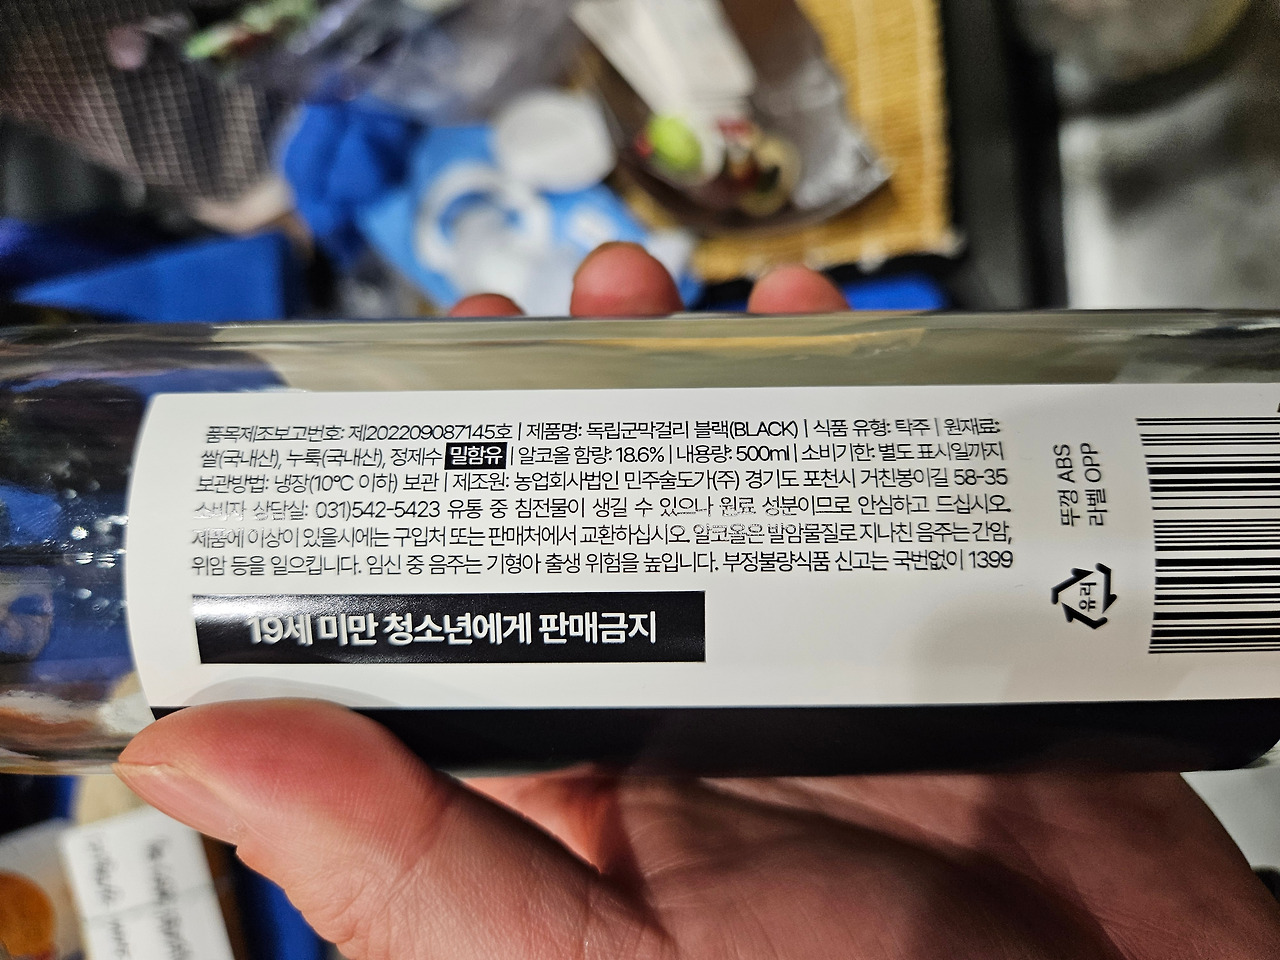 품목제조보고번호: 제202209087145호 | 제품명: 독립군막걸리 블랙(BLACK) | 식품 유형: 탁주 | 원재료:
쌀(국내산), 누룩(국내산), 정제수 밀함유 | 알코올 함량: 18.6% | 내용량: 500ml | 소비기한: 별도 표시일까지
보관방법: 냉장(10°C 이하) 보관 | 제조원: 농업회사법인 민주술도가(주) 경기도 포천시 거친봉이길 58-35
소비자 상담실: 031)542-5423 유통 중 침전물이 생길 수 있으나 원료 성분이므로 안심하고 드십시오.
제품에 이상이 있을시에는 구입처 또는 판매처에서 교환하십시오. 알코올은 발암물질로 지나친 음주는 간암,
위암 등을 일으킵니다. 임신 중 음주는 기형아 출생 위험을 높입니다. 부정불량식품 신고는 국번없이 1399
19세 미만 청소년에게 판매금지
유리
뚜껑 ABS
라벨 OPP